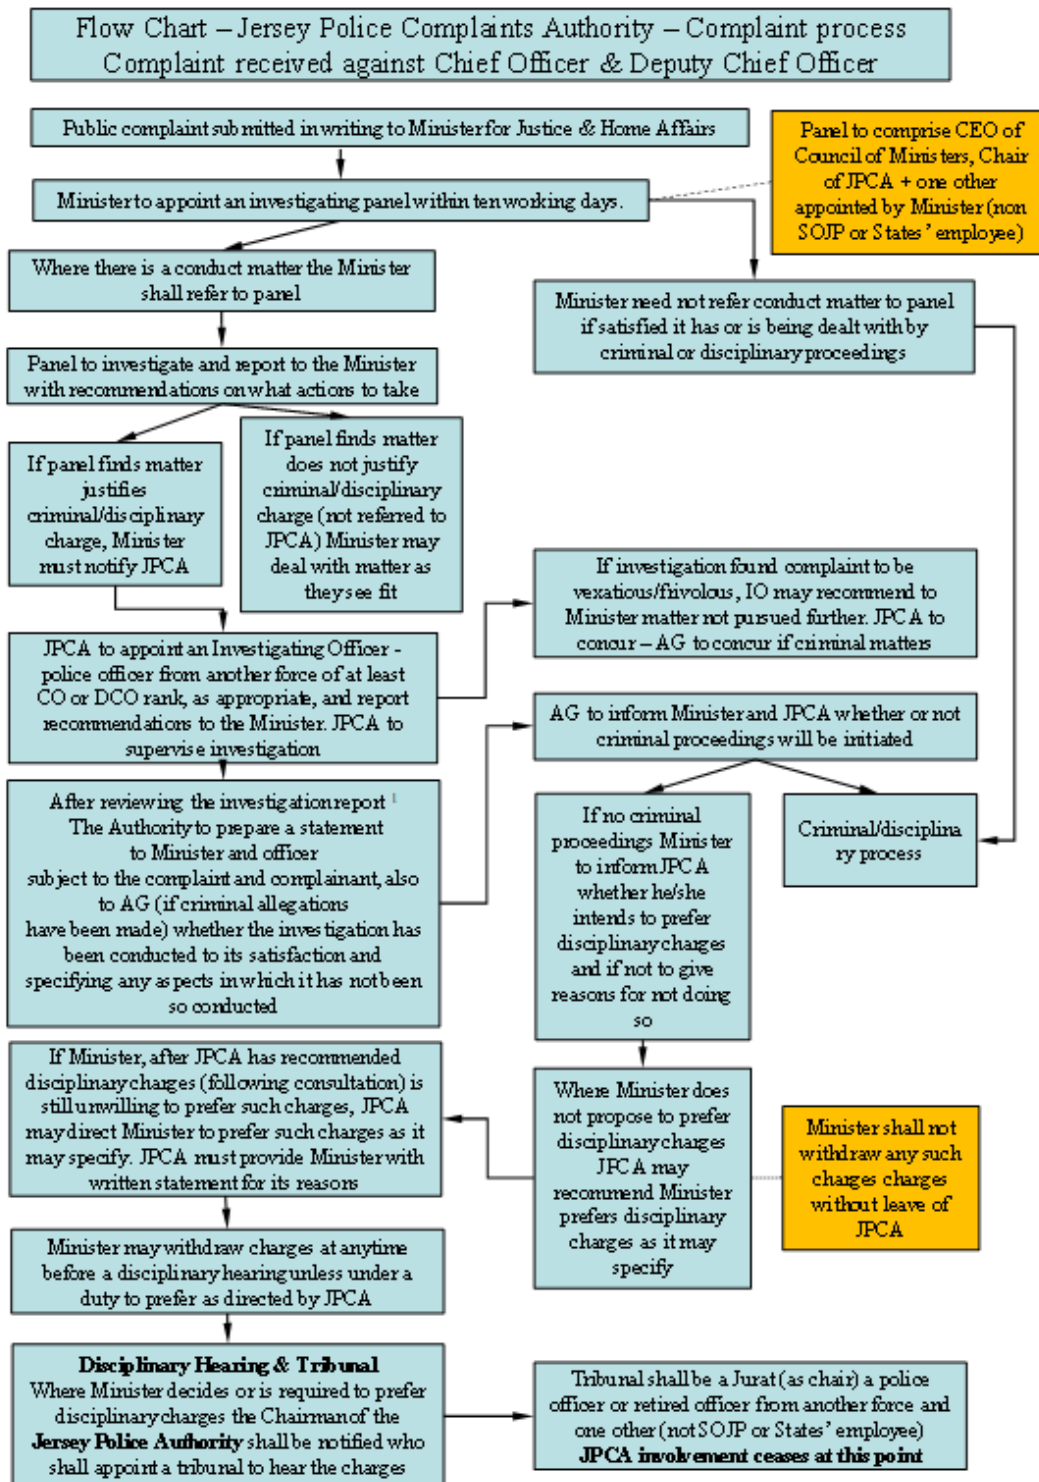 Flow Chart – Jersey Police Complaints Authority – Complaint process
Complaint received against Chief Officer & Deputy Chief Officer
Public complaint submitted in writing to Minister for Justice & Home Affairs
Panel to comprise CEO of
Council of Ministers, Chair
of JPCA + one other
appointed by Minister (non
SOJP or States' employee)
Minister to appoint an investigating panel within ten working days.
Where there is a conduct matter the Minister
shall refer to panel
Minister need not refer conduct matter to panel
if satisfied it has or is being dealt with by
criminal or disciplinary proceedings
Panel to investigate and report to the Minister
with recommendations on what actions to take
If panel finds matter
justifies
criminal/disciplinary
charge, Minister
must notify JPCA
If panel finds matter
does not justify
criminal/disciplinary
charge (not referred to
JPCA) Minister may
deal with matter as
they see fit
If investigation found complaint to be
vexatious/frivolous, IO may recommend to
Minister matter not pursued further. JPCA to
concur – AG to concur if criminal matters
JPCA to appoint an Investigating Officer -
police officer from another force of at least
CO or DCO rank, as appropriate, and report
recommendations to the Minister. JPCA to
supervise investigation
AG to inform Minister and JPCA whether or not
criminal proceedings will be initiated
After reviewing the investigation report 1
The Authority to prepare a statement
to Minister and officer
subject to the complaint and complainant, also
to AG (if criminal allegations
have been made) whether the investigation has
been conducted to its satisfaction and
specifying any aspects in which it has not been
so conducted
If no criminal
proceedings Minister
to inform JPCA
whether he/she
intends to prefer
disciplinary charges
and if not to give
reasons for not doing
so
Criminal/disciplina
ry process
If Minister, after JPCA has recommended
disciplinary charges (following consultation) is
still unwilling to prefer such charges, JPCA
may direct Minister to prefer such charges as it
may specify. JPCA must provide Minister with
written statement for its reasons
Where Minister does
not propose to prefer
disciplinary charges
JPCA may
recommend Minister
prefers disciplinary
charges as it may
specify
Minister shall not
withdraw any such
charges charges
without leave of
JPCA
Minister may withdraw charges at anytime
before a disciplinary hearing unless under a
duty to prefer as directed by JPCA
Disciplinary Hearing & Tribunal
Where Minister decides or is required to prefer
disciplinary charges the Chairman of the
Jersey Police Authority shall be notified who
shall appoint a tribunal to hear the charges
Tribunal shall be a Jurat (as chair) a police
officer or retired officer from another force and
one other (not SOJP or States' employee)
JPCA involvement ceases at this point